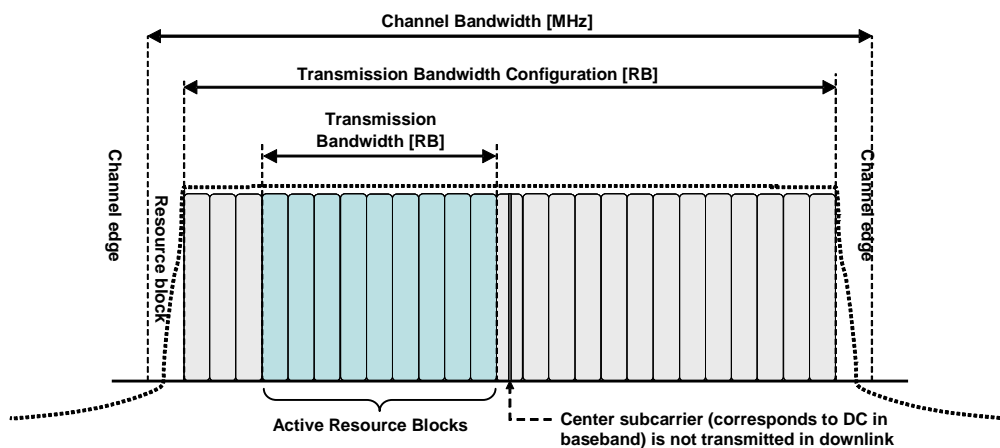 Channel Bandwidth [MHz]
Transmission Bandwidth Configuration [RB]
Transmission
Bandwidth [RB]
Channel edge
Resource block
Channel edge
Active Resource Blocks
Center subcarrier (corresponds to DC in
baseband) is not transmitted in downlink